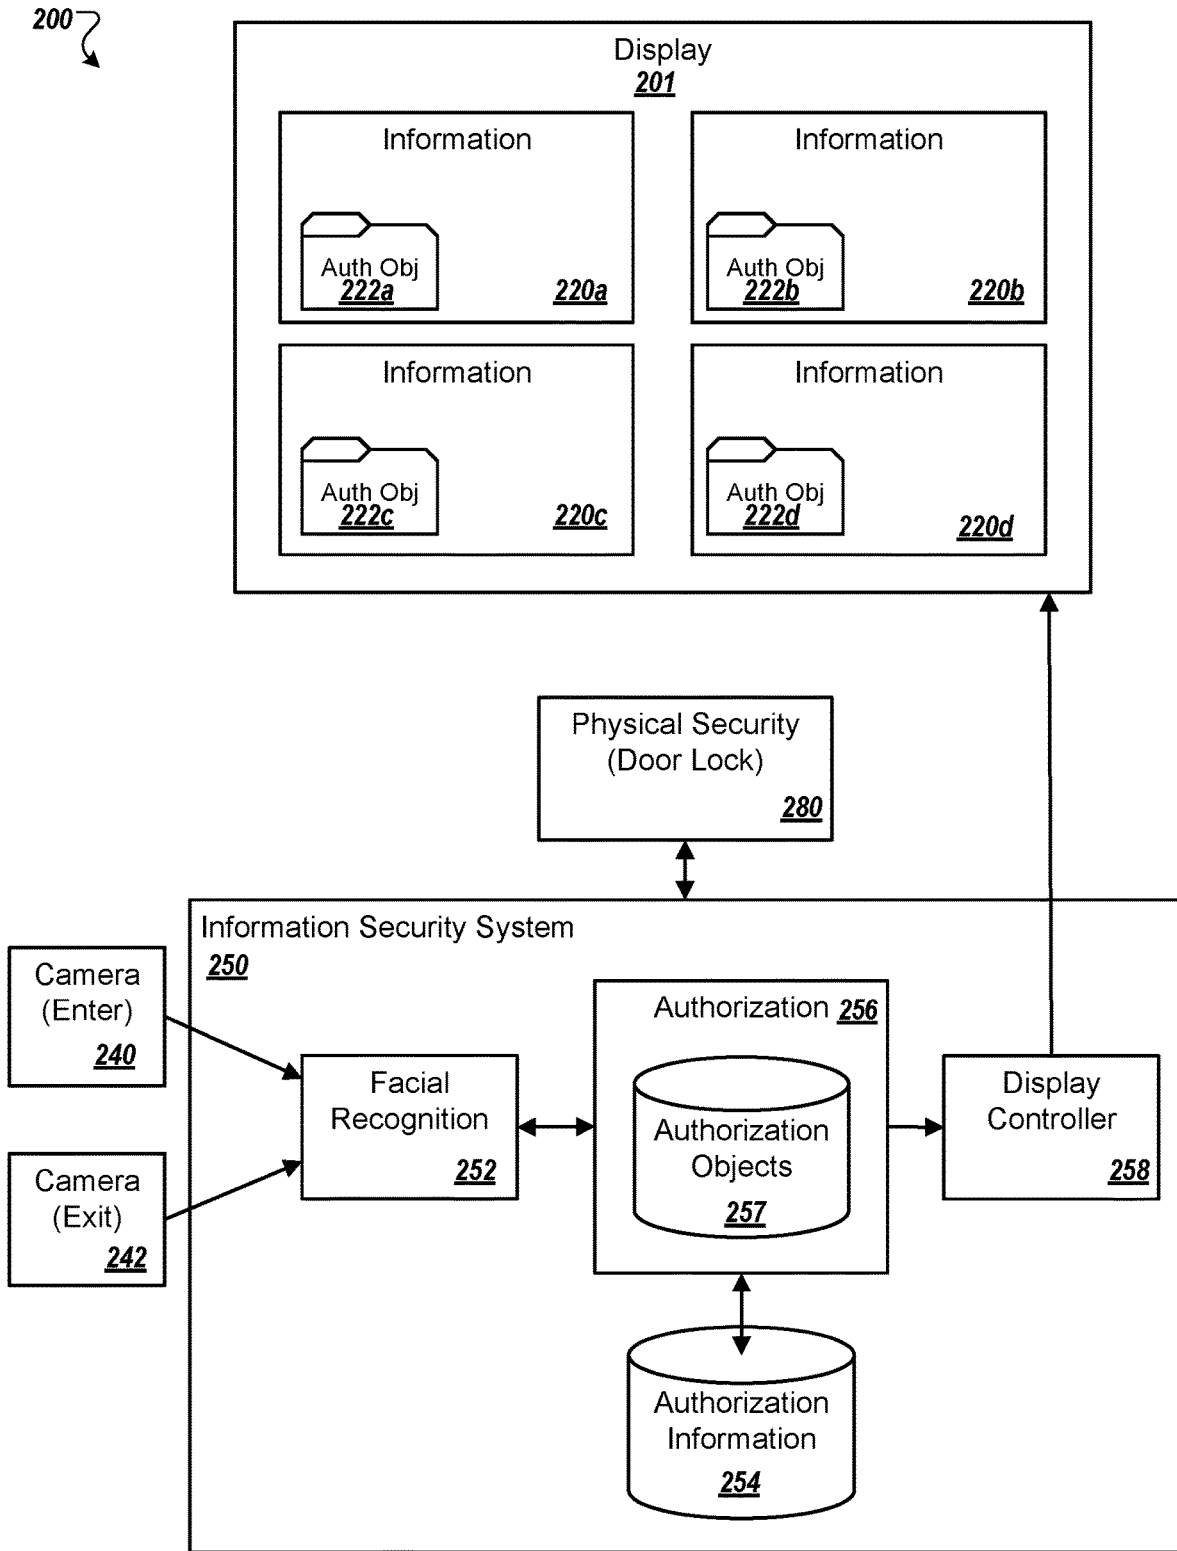 200
Display
201
Information
Auth Obj
222a
220a
Information
Auth Obj
222b
220b
Information
Auth Obj
222c
220c
Information
Auth Obj
222d
220d
Physical Security
(Door Lock)
280
Information Security System
250
Camera
(Enter)
240
Camera
(Exit)
242
Facial
Recognition
252
Authorization 256
Authorization
Objects
257
Display
Controller
258
Authorization
Information
254